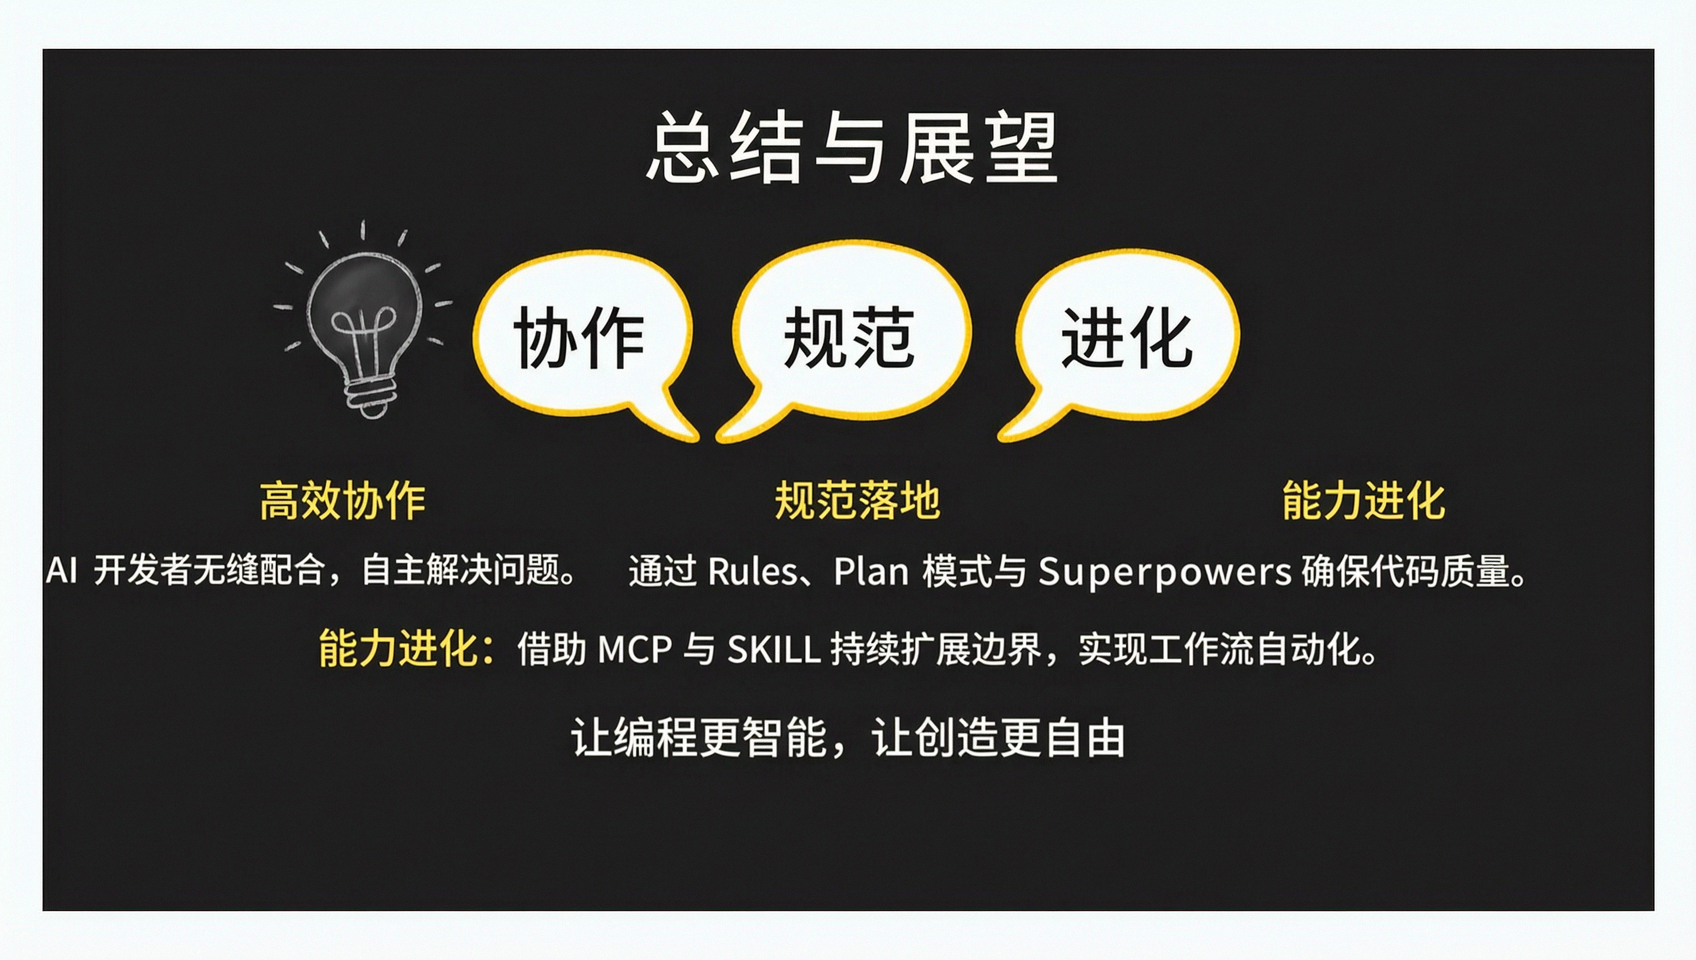 总结与展望
协作 规范 进化
高效协作 规范落地 能力进化
AI 开发者无缝配合，自主解决问题。 通过 Rules、Plan 模式与 Superpowers 确保代码质量。
能力进化：借助 MCP 与 SKILL 持续扩展边界，实现工作流自动化。
让编程更智能，让创造更自由